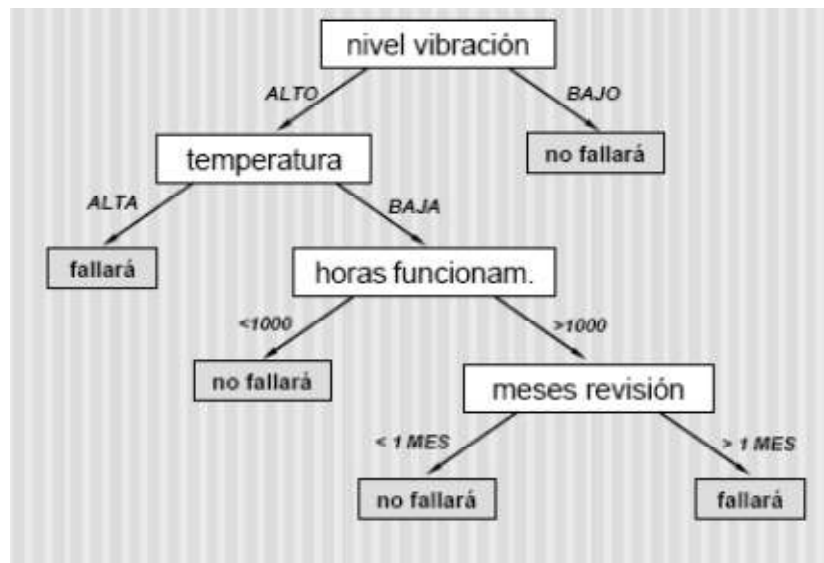 nivel vibración
ALTO
BAJO
temperatura
no fallará
ALTA
BAJA
fallará
horas funcionam.
<1000
>1000
no fallará
meses revisión
< 1 MES
> 1 MES
no fallará
fallará